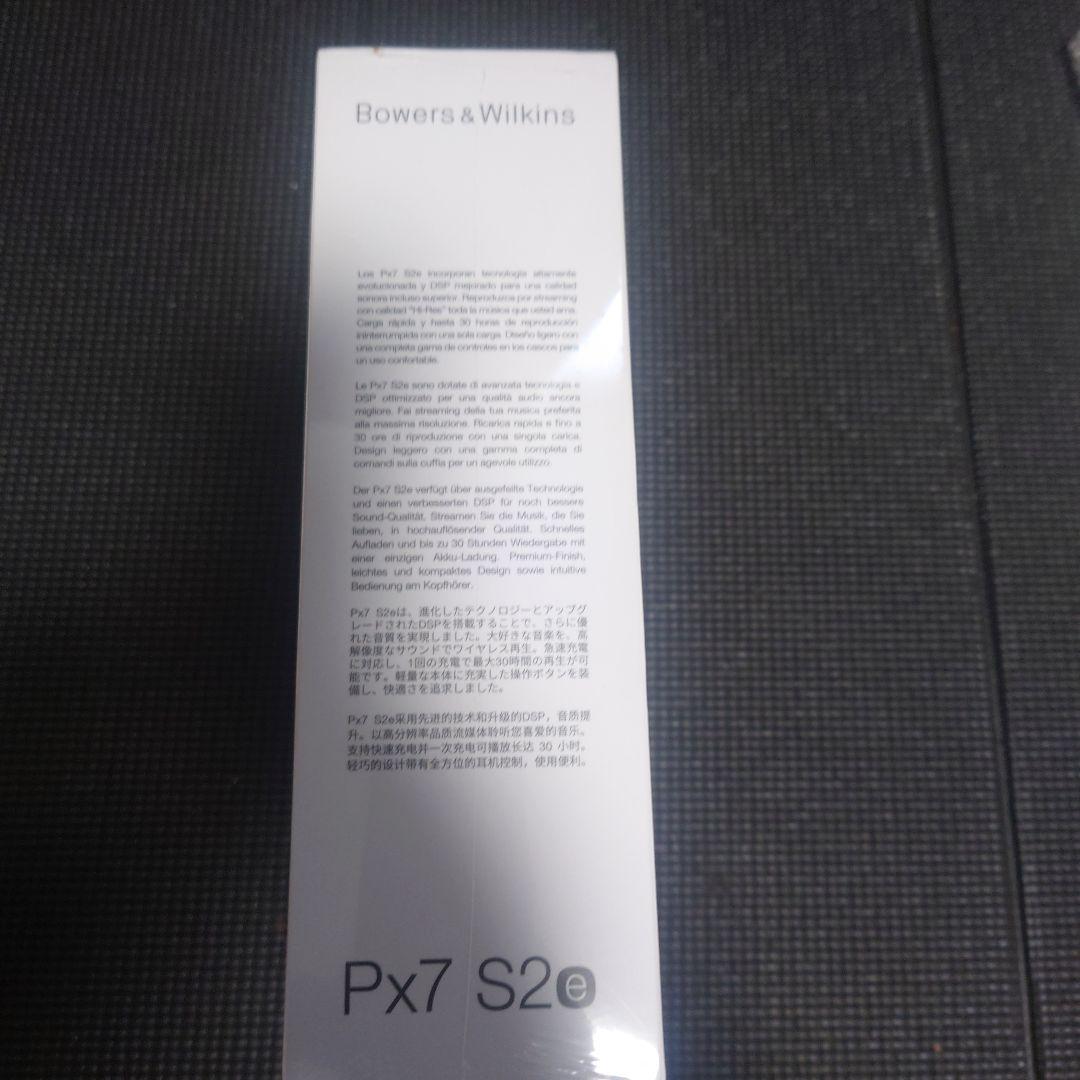 Bowers & Wilkins
Los Px7 S2e incorporan tecnología altamente
evolucionada y DSP mejorado para una calidad
sonora incluso superior. Reproduzca por streaming
con calidad "Hi-Res" toda la música que usted ama.
Carga rápida y hasta 30 horas de reproducción
ininterrumpida con una sola carga. Diseño ligero con
una completa gama de controles en los cascos para
un uso confortable.
Le Px7 S2e sono dotate di avanzata tecnologia e
DSP ottimizzato per una qualità audio ancora
migliore. Fai streaming della tua musica preferita
alla massima risoluzione. Ricarica rapida e fino a
30 ore di riproduzione con una singola carica.
Design leggero con una gamma completa di
comandi sulla cuffia per un agevole utilizzo.
Der Px7 S2e verfügt über ausgefeilte Technologie
und einen verbesserten DSP für noch bessere
Sound-Qualität. Streamen Sie die Musik, die Sie
lieben, in hochauflösender Qualität. Schnelles
Aufladen und bis zu 30 Stunden Wiedergabe mit
einer einzigen Akku-Ladung. Premium-Finish,
leichtes und kompaktes Design sowie intuitive
Bedienung am Kopfhörer.
Px7 S2eは、進化したテクノロジーとアップグ
レードされたDSPを搭載することで、さらに優
れた音質を実現しました。大好きな音楽を、高
解像度なサウンドでワイヤレス再生。急速充電
に対応し、1回の充電で最大30時間の再生が可
能です。軽量な本体に充実した操作ボタンを装
備し、快適さを追求しました。
Px7 S2e采用先进的技术和升级的DSP，音质提
升。以高分辨率品质流媒体聆听您喜爱的音乐。
支持快速充电并一次充电可播放长达 30 小时。
轻巧的设计带有全方位的耳机控制，使用便利。
Px7 S2e